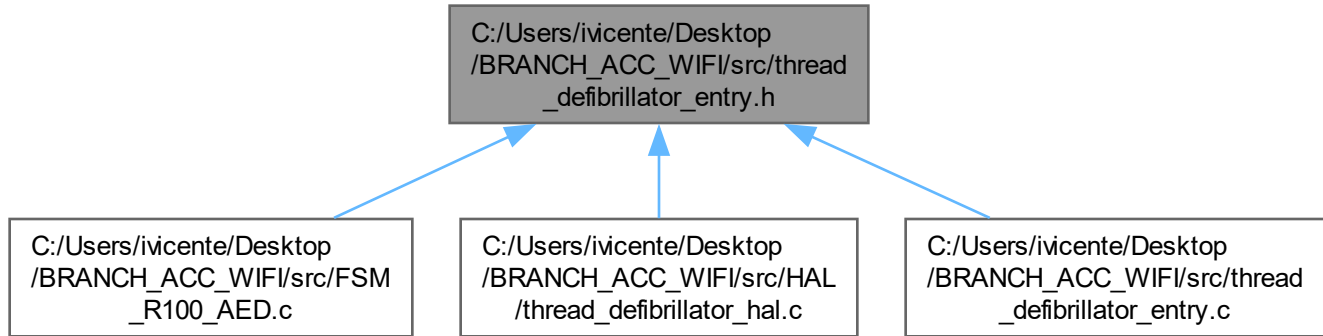 C:/Users/ivicente/Desktop
/BRANCH_ACC_WIFI/src/thread
_defibrillator_entry.h
C:/Users/ivicente/Desktop
/BRANCH_ACC_WIFI/src/FSM
_R100_AED.c
C:/Users/ivicente/Desktop
/BRANCH_ACC_WIFI/src/HAL
/thread_defibrillator_hal.c
C:/Users/ivicente/Desktop
/BRANCH_ACC_WIFI/src/thread
_defibrillator_entry.c